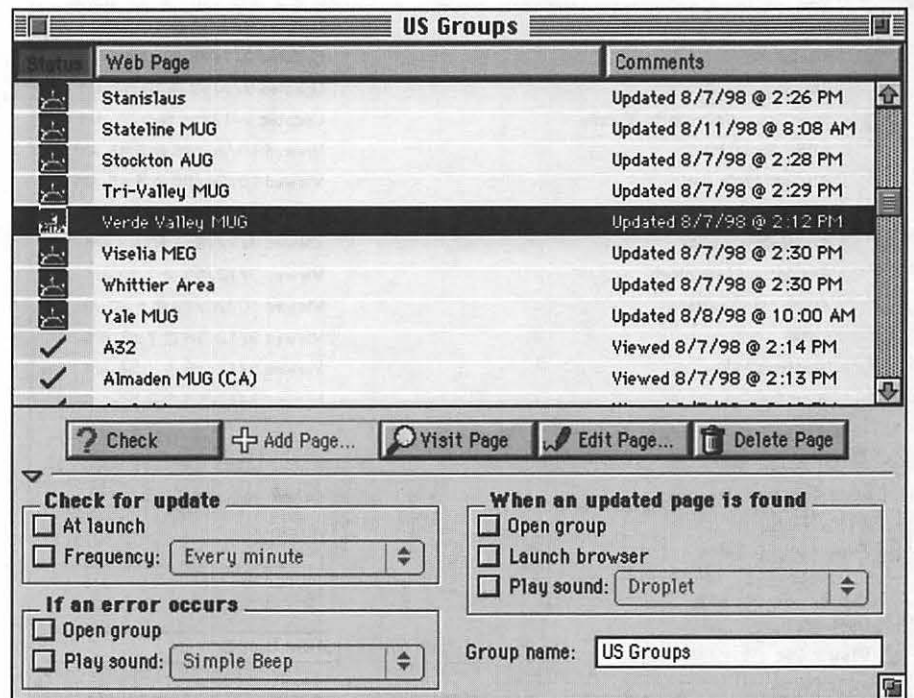 US Groups
Status Web Page Comments
Stanislaus Updated 8/7/98 @ 2:26 PM
Stateline MUG Updated 8/11/98 @ 8:08 AM
Stockton AUG Updated 8/7/98 @ 2:28 PM
Tri-Valley MUG Updated 8/7/98 @ 2:29 PM
Verde Valley MUG Updated 8/7/98 @ 2:12 PM
Viselia MEG Updated 8/7/98 @ 2:30 PM
Whittier Area Updated 8/7/98 @ 2:30 PM
Yale MUG Updated 8/8/98 @ 10:00 AM
A32 Viewed 8/7/98 @ 2:14 PM
Almaden MUG (CA) Viewed 8/7/98 @ 2:13 PM
? Check Add Page... Visit Page Edit Page... Delete Page
Check for update
At launch
Frequency: Every minute
If an error occurs
Open group
Play sound: Simple Beep
When an updated page is found
Open group
Launch browser
Play sound: Droplet
Group name: US Groups